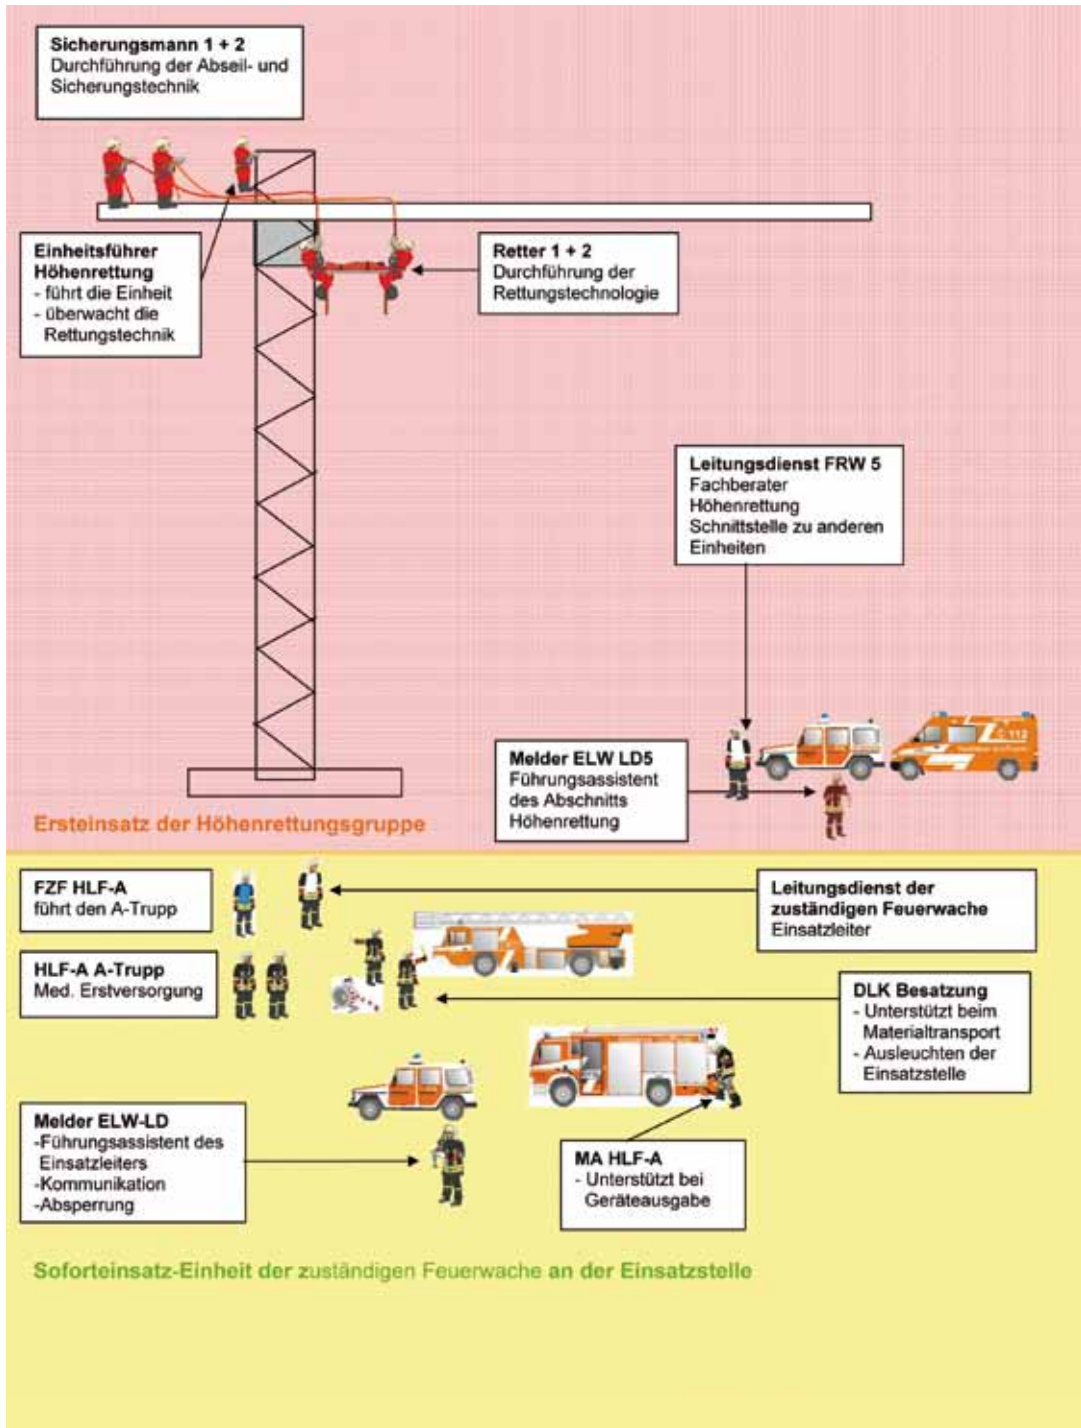 Sicherungsmann 1 + 2
Durchführung der Abseil- und
Sicherungstechnik
Einheitsführer
Höhenrettung
- führt die Einheit
- überwacht die
Rettungstechnik
Retter 1 + 2
Durchführung der
Rettungstechnologie
Leitungsdienst FRW 5
Fachberater
Höhenrettung
Schnittstelle zu anderen
Einheiten
112
Melder ELW LD5
Führungsassistent
des Abschnitts
Höhenrettung
Ersteinsatz der Höhenrettungsgruppe
FZF HLF-A
führt den A-Trupp
Leitungsdienst der
zuständigen Feuerwache
Einsatzleiter
HLF-A A-Trupp
Med. Erstversorgung
DLK Besatzung
- Unterstützt beim
Materialtransport
- Ausleuchten der
Einsatzstelle
Melder ELW-LD
-Führungsassistent des
Einsatzleiters
-Kommunikation
-Absperrung
MA HLF-A
- Unterstützt bei
Geräteausgabe
Soforteinsatz-Einheit der zuständigen Feuerwache an der Einsatzstelle